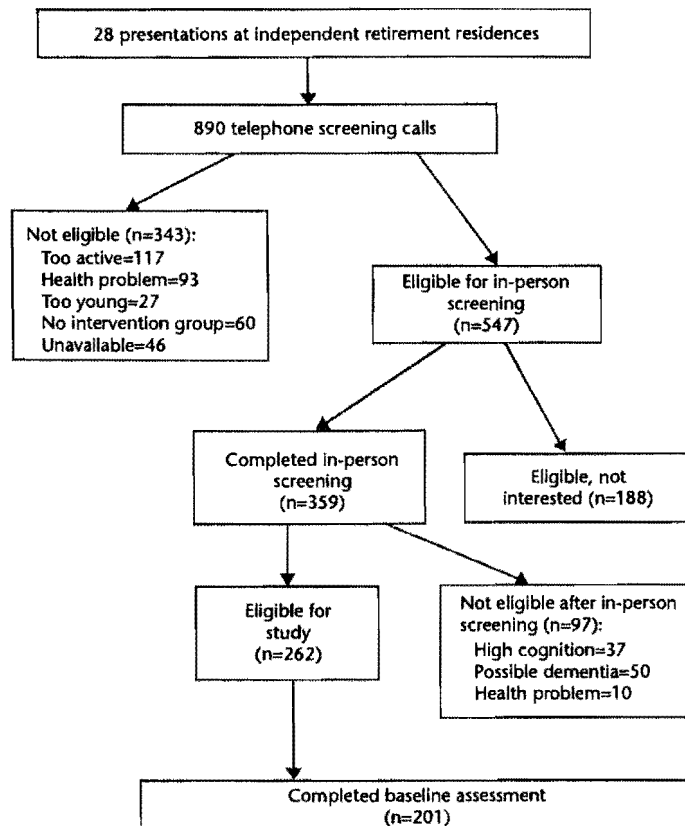 28 presentations at independent retirement residences
890 telephone screening calls
Not eligible (n=343):
Too active=117
Health problem=93
Too young=27
No intervention group=60
Unavailable=46
Eligible for in-person
screening
(n=547)
Completed in-person
screening
(n=359)
Eligible, not
interested (n=188)
Eligible for
study
(n=262)
Not eligible after in-person
screening (n=97):
High cognition=37
Possible dementia=50
Health problem=10
Completed baseline assessment
(n=201)